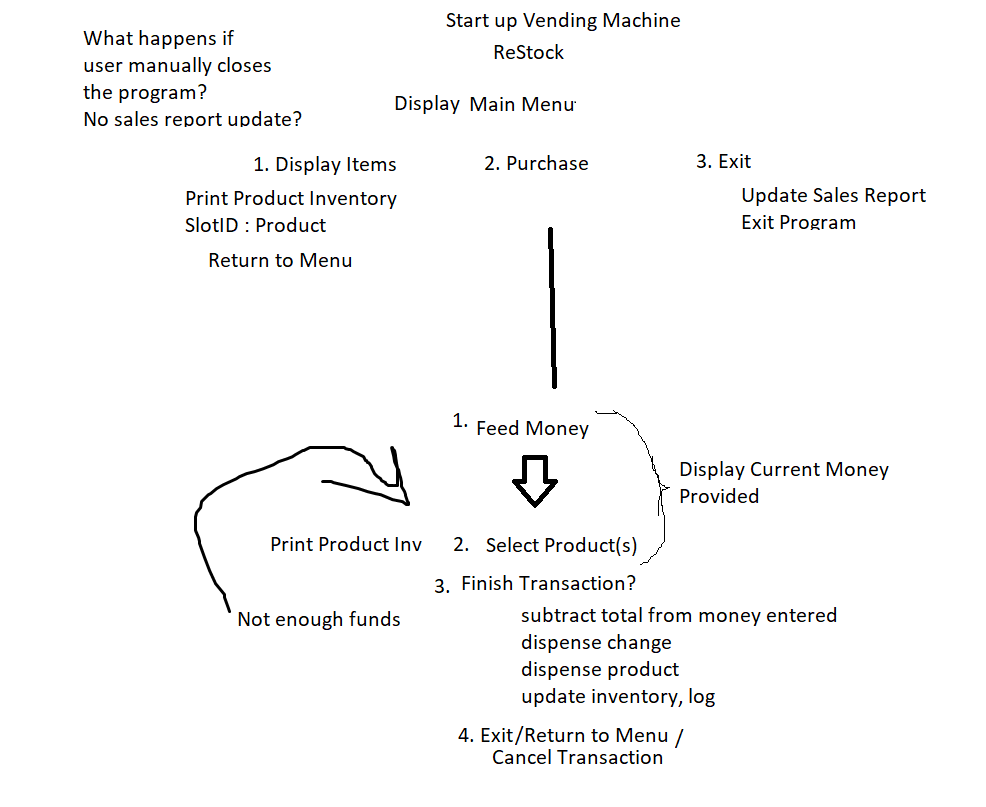 Start up Vending Machine
ReStock
What happens if
user manually closes
the program?
No sales report update?
Display Main Menu
1. Display Items
Print Product Inventory
SlotID : Product
Return to Menu
2. Purchase
3. Exit
Update Sales Report
Exit Program
1. Feed Money
Display Current Money
Provided
Print Product Inv
2. Select Product(s)
Not enough funds
3. Finish Transaction?
subtract total from money entered
dispense change
dispense product
update inventory, log
4. Exit/Return to Menu /
Cancel Transaction